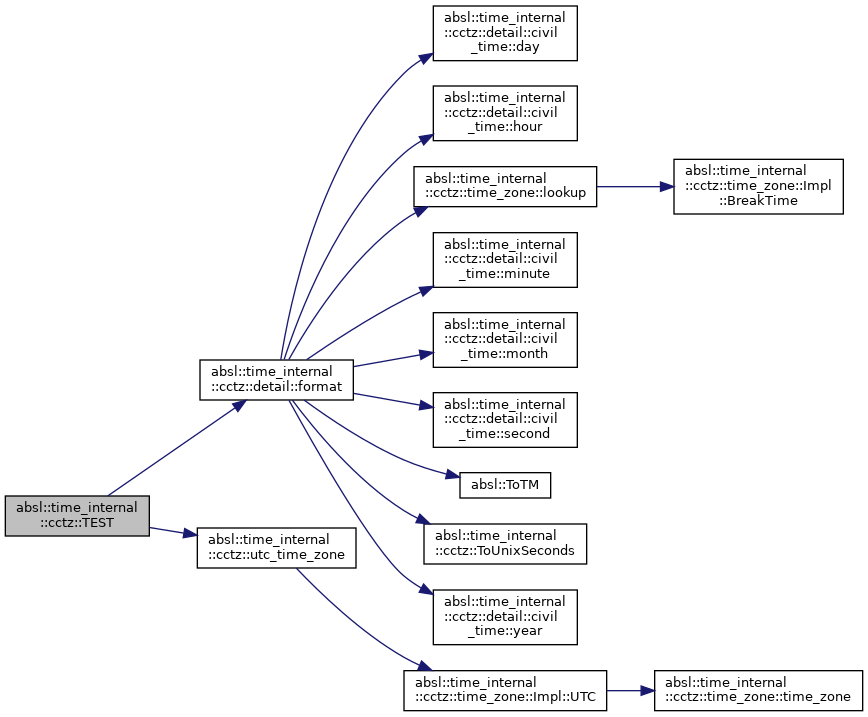 absl::time_internal
::cctz::detail::civil
_time::day
absl::time_internal
::cctz::detail::civil
_time::hour
absl::time_internal
::cctz::time_zone::lookup
absl::time_internal
::cctz::time_zone::Impl
::BreakTime
absl::time_internal
::cctz::detail::civil
_time::minute
absl::time_internal
::cctz::detail::civil
_time::month
absl::time_internal
::cctz::detail::format
absl::time_internal
::cctz::detail::civil
_time::second
absl::ToTM
absl::time_internal
::cctz::TEST
absl::time_internal
::cctz::utc_time_zone
absl::time_internal
::cctz::ToUnixSeconds
absl::time_internal
::cctz::detail::civil
_time::year
absl::time_internal
::cctz::time_zone::Impl::UTC
absl::time_internal
::cctz::time_zone::time_zone